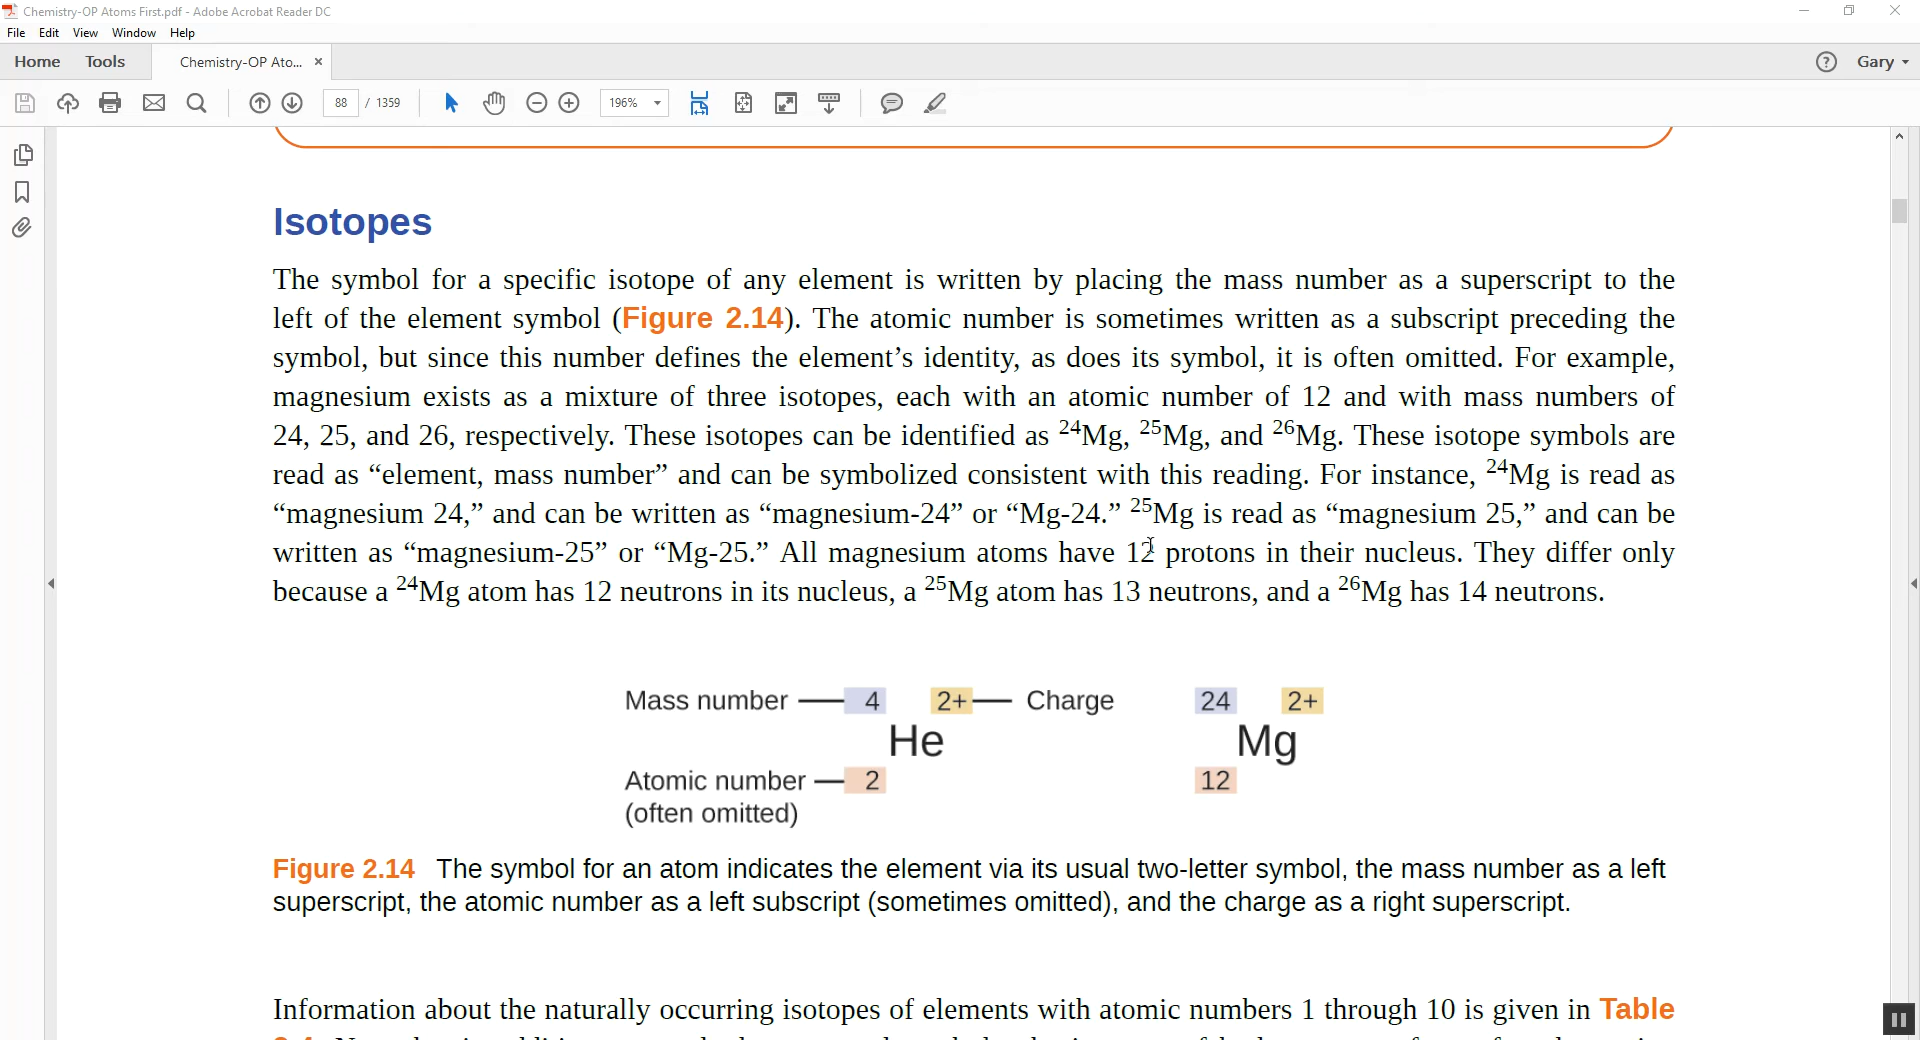 Chemistry-OP Atoms First.pdf - Adobe Acrobat Reader DC
File Edit View Window Help
Home Tools Chemistry-OP Ato... × ? Gary
88 / 1359 196%
Isotopes
The symbol for a specific isotope of any element is written by placing the mass number as a superscript to the
left of the element symbol (Figure 2.14). The atomic number is sometimes written as a subscript preceding the
symbol, but since this number defines the element’s identity, as does its symbol, it is often omitted. For example,
magnesium exists as a mixture of three isotopes, each with an atomic number of 12 and with mass numbers of
24, 25, and 26, respectively. These isotopes can be identified as ²⁴Mg, ²⁵Mg, and ²⁶Mg. These isotope symbols are
read as “element, mass number” and can be symbolized consistent with this reading. For instance, ²⁴Mg is read as
“magnesium 24,” and can be written as “magnesium-24” or “Mg-24.” ²⁵Mg is read as “magnesium 25,” and can be
written as “magnesium-25” or “Mg-25.” All magnesium atoms have 12 protons in their nucleus. They differ only
because a ²⁴Mg atom has 12 neutrons in its nucleus, a ²⁵Mg atom has 13 neutrons, and a ²⁶Mg has 14 neutrons.
Mass number 4 2+ Charge 24 2+
He Mg
Atomic number 2 12
(often omitted)
Figure 2.14 The symbol for an atom indicates the element via its usual two-letter symbol, the mass number as a left
superscript, the atomic number as a left subscript (sometimes omitted), and the charge as a right superscript.
Information about the naturally occurring isotopes of elements with atomic numbers 1 through 10 is given in Table